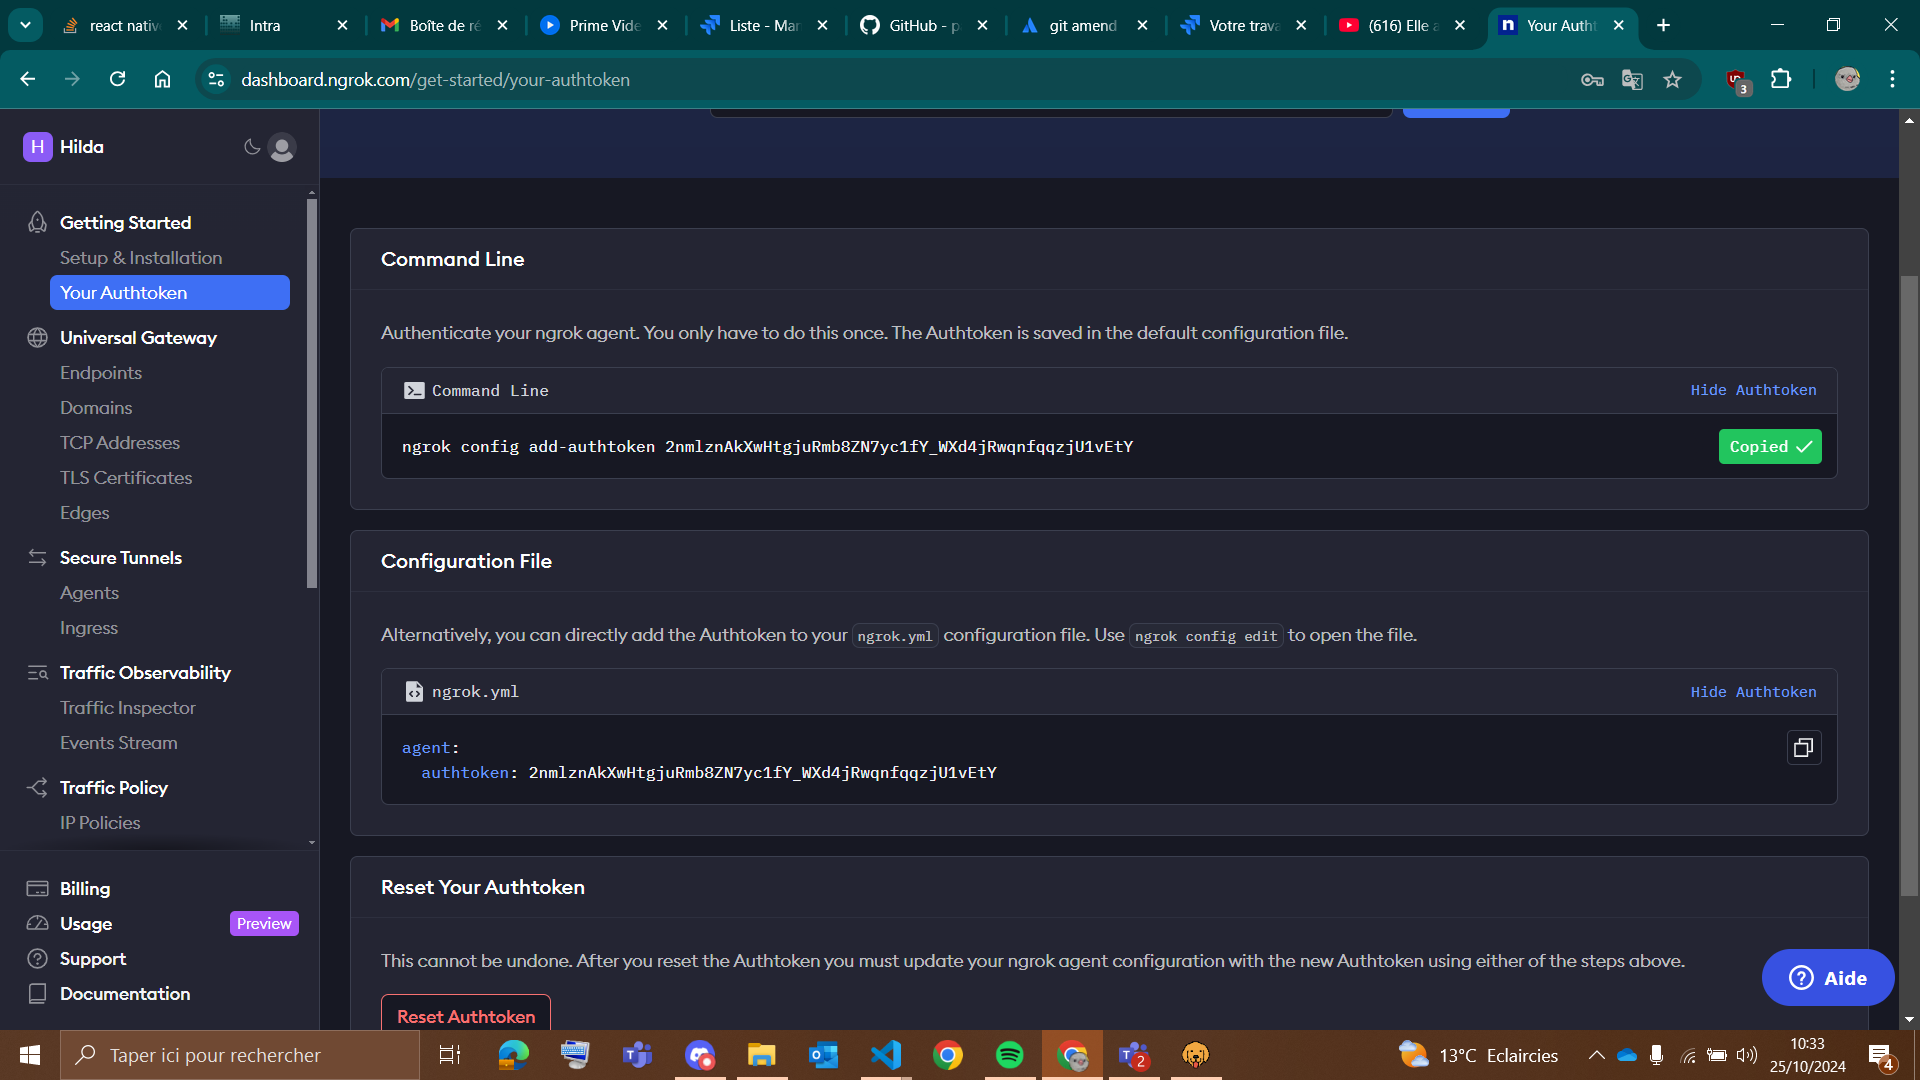 react nativ
Intra
Boîte de ré
Prime Vide
Liste - Mar
GitHub - p
git amend
Votre trava
(616) Elle a
Your Autht
dashboard.ngrok.com/get-started/your-authtoken
3
H Hilda
Getting Started
Setup & Installation
Your Authtoken
Universal Gateway
Endpoints
Domains
TCP Addresses
TLS Certificates
Edges
Secure Tunnels
Agents
Ingress
Traffic Observability
Traffic Inspector
Events Stream
Traffic Policy
IP Policies
Billing
Usage Preview
Support
Documentation
Command Line
Authenticate your ngrok agent. You only have to do this once. The Authtoken is saved in the default configuration file.
Command Line Hide Authtoken
ngrok config add-authtoken 2nmlznAkXwHtgjuRmb8ZN7yc1fY_WXd4jRwqnfqqzjU1vEtY Copied
Configuration File
Alternatively, you can directly add the Authtoken to your ngrok.yml configuration file. Use ngrok config edit to open the file.
ngrok.yml Hide Authtoken
agent:
authtoken: 2nmlznAkXwHtgjuRmb8ZN7yc1fY_WXd4jRwqnfqqzjU1vEtY
Reset Your Authtoken
This cannot be undone. After you reset the Authtoken you must update your ngrok agent configuration with the new Authtoken using either of the steps above.
Reset Authtoken
Aide
Taper ici pour rechercher
2
13°C Eclaircies
10:33
25/10/2024
4